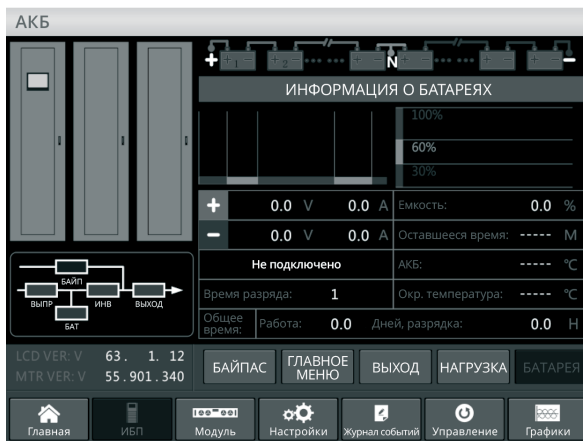 АКБ
+ + 1 − + 2 − ... ... + − N + − ... ... + − + − −
ИНФОРМАЦИЯ О БАТАРЕЯХ
100%
60%
30%
+ 0.0 V 0.0 A Емкость: 0.0 %
− 0.0 V 0.0 A Оставшееся время: ----- M
Не подключено АКБ: ----- °C
Время разряда: 1 Окр. температура: ----- °C
Общее время: Работа: 0.0 Дней, разрядка: 0.0 H
БАЙП
ВЫПР ИНВ ВЫХОД
БАТ
LCD VER: V 63. 1. 12
MTR VER: V 55.901.340
БАЙПАС ГЛАВНОЕ МЕНЮ ВЫХОД НАГРУЗКА БАТАРЕЯ
Главная ИБП Модуль Настройки Журнал событий Управление Графики